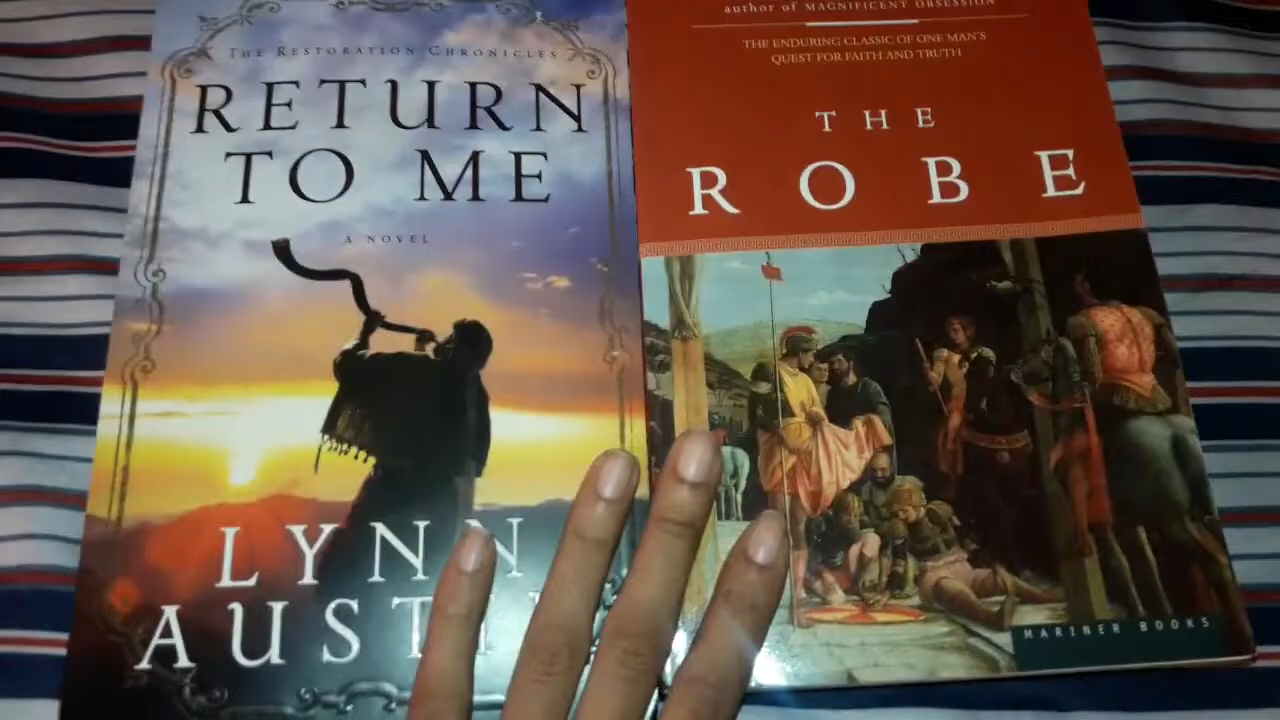 THE RESTORATION CHRONICLES
RETURN
TO ME
A NOVEL
LYNN
AUSTI
author of MAGNIFICENT OBSESSION
THE ENDURING CLASSIC OF ONE MAN'S
QUEST FOR FAITH AND TRUTH
THE
ROBE
MARINER BOOKS